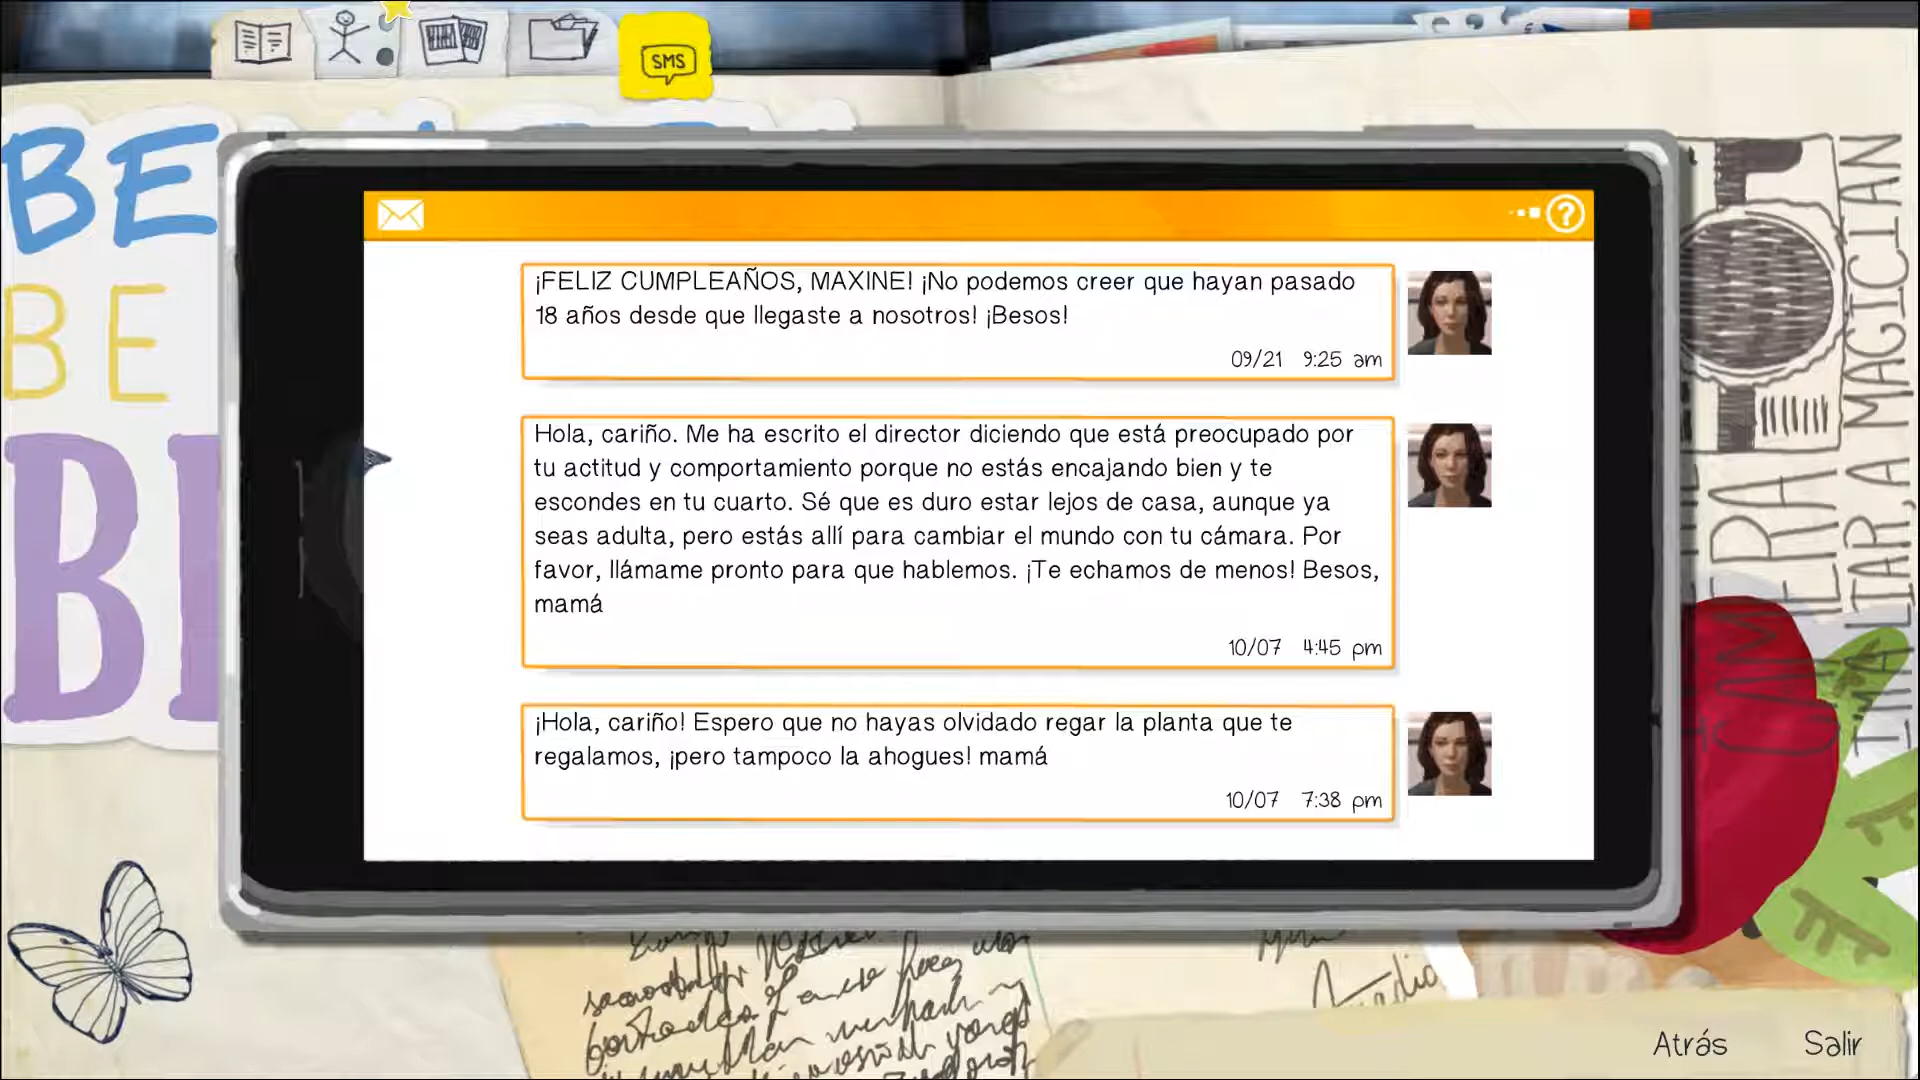 SMS
BE
BE
¡FELIZ CUMPLEAÑOS, MAXINE! ¡No podemos creer que hayan pasado
18 años desde que llegaste a nosotros! ¡Besos!
09/21 9:25 am
Hola, cariño. Me ha escrito el director diciendo que está preocupado por
tu actitud y comportamiento porque no estás encajando bien y te
escondes en tu cuarto. Sé que es duro estar lejos de casa, aunque ya
seas adulta, pero estás allí para cambiar el mundo con tu cámara. Por
favor, llámame pronto para que hablemos. ¡Te echamos de menos! Besos,
mamá
10/07 4:45 pm
¡Hola, cariño! Espero que no hayas olvidado regar la planta que te
regalamos, ¡pero tampoco la ahogues! mamá
10/07 7:38 pm
A MAGICIAN
Atrás Salir